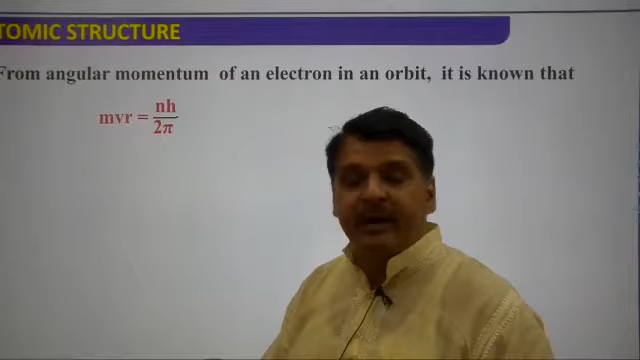 TOMIC STRUCTURE
From angular momentum of an electron in an orbit, it is known that
mvr = nh/2π